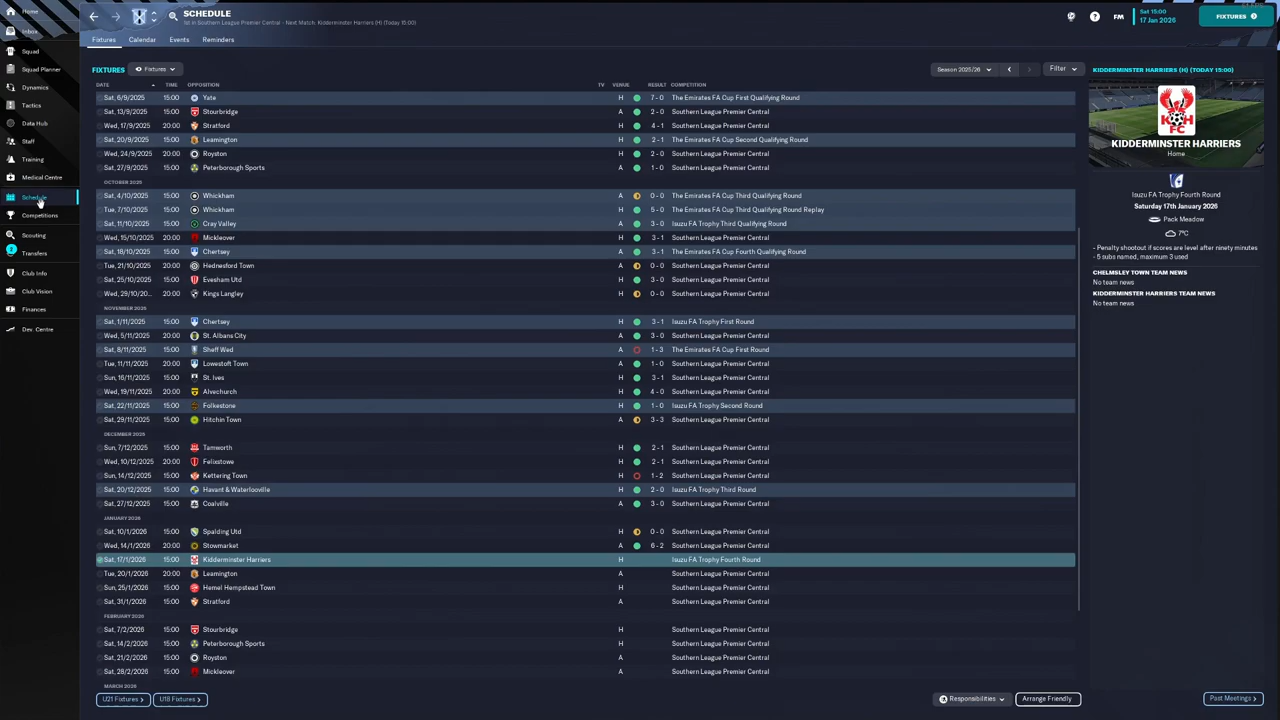 Home
SCHEDULE
1st in Southern League Premier Central - Next Match: Kidderminster Harriers (H) (Today 15:00)
FM
Sat 15:00
17 Jan 2026
FIXTURES
Inbox
Squad
Squad Planner
Dynamics
Tactics
Data Hub
Staff
Training
Medical Centre
Schedule
Competitions
Scouting
2
Transfers
Club Info
Club Vision
Finances
Dev. Centre
Fixtures Calendar Events Reminders
FIXTURES Fixtures Season 2025/26 Filter
DATE TIME OPPOSITION TV VENUE RESULT COMPETITION
Sat, 6/9/2025 15:00 Yate H 7 - 0 The Emirates FA Cup First Qualifying Round
Sat, 13/9/2025 15:00 Stourbridge A 2 - 0 Southern League Premier Central
Wed, 17/9/2025 20:00 Stratford H 4 - 1 Southern League Premier Central
Sat, 20/9/2025 15:00 Leamington H 2 - 1 The Emirates FA Cup Second Qualifying Round
Wed, 24/9/2025 20:00 Royston H 2 - 0 Southern League Premier Central
Sat, 27/9/2025 15:00 Peterborough Sports A 1 - 0 Southern League Premier Central
OCTOBER 2025
Sat, 4/10/2025 15:00 Whickham A 0 - 0 The Emirates FA Cup Third Qualifying Round
Tue, 7/10/2025 15:00 Whickham H 5 - 0 The Emirates FA Cup Third Qualifying Round Replay
Sat, 11/10/2025 15:00 Cray Valley A 3 - 0 Isuzu FA Trophy Third Qualifying Round
Wed, 15/10/2025 20:00 Mickleover H 3 - 1 Southern League Premier Central
Sat, 18/10/2025 15:00 Chertsey A 3 - 1 The Emirates FA Cup Fourth Qualifying Round
Tue, 21/10/2025 20:00 Hednesford Town A 0 - 0 Southern League Premier Central
Sat, 25/10/2025 15:00 Evesham Utd H 3 - 0 Southern League Premier Central
Wed, 29/10/20... 20:00 Kings Langley H 0 - 0 Southern League Premier Central
NOVEMBER 2025
Sat, 1/11/2025 15:00 Chertsey H 3 - 1 Isuzu FA Trophy First Round
Wed, 5/11/2025 20:00 St. Albans City A 3 - 0 Southern League Premier Central
Sat, 8/11/2025 15:00 Sheff Wed A 1 - 3 The Emirates FA Cup First Round
Tue, 11/11/2025 20:00 Lowestoft Town A 1 - 0 Southern League Premier Central
Sun, 16/11/2025 15:00 St. Ives H 3 - 1 Southern League Premier Central
Wed, 19/11/2025 20:00 Alvechurch H 4 - 0 Southern League Premier Central
Sat, 22/11/2025 15:00 Folkestone H 1 - 0 Isuzu FA Trophy Second Round
Sat, 29/11/2025 15:00 Hitchin Town A 3 - 3 Southern League Premier Central
DECEMBER 2025
Sun, 7/12/2025 15:00 Tamworth H 2 - 1 Southern League Premier Central
Wed, 10/12/2025 20:00 Felixstowe H 2 - 1 Southern League Premier Central
Sun, 14/12/2025 15:00 Kettering Town A 1 - 2 Southern League Premier Central
Sat, 20/12/2025 15:00 Havant & Waterlooville H 2 - 0 Isuzu FA Trophy Third Round
Sat, 27/12/2025 15:00 Coalville A 3 - 0 Southern League Premier Central
JANUARY 2026
Sat, 10/1/2026 15:00 Spalding Utd H 0 - 0 Southern League Premier Central
Wed, 14/1/2026 20:00 Stowmarket A 6 - 2 Southern League Premier Central
Sat, 17/1/2026 15:00 Kidderminster Harriers H Isuzu FA Trophy Fourth Round
Tue, 20/1/2026 20:00 Leamington A Southern League Premier Central
Sun, 25/1/2026 15:00 Hemel Hempstead Town H Southern League Premier Central
Sat, 31/1/2026 15:00 Stratford A Southern League Premier Central
FEBRUARY 2026
Sat, 7/2/2026 15:00 Stourbridge H Southern League Premier Central
Sat, 14/2/2026 15:00 Peterborough Sports H Southern League Premier Central
Sat, 21/2/2026 15:00 Royston A Southern League Premier Central
Sat, 28/2/2026 15:00 Mickleover A Southern League Premier Central
MARCH 2026
U21 Fixtures > U18 Fixtures > Responsibilities Arrange Friendly
KIDDERMINSTER HARRIERS (H) (TODAY 15:00)
KH
FC
KIDDERMINSTER HARRIERS
Home
Isuzu FA Trophy Fourth Round
Saturday 17th January 2026
Pack Meadow
7°C
- Penalty shootout if scores are level after ninety minutes
- 5 subs named, maximum 3 used
CHELMSLEY TOWN TEAM NEWS
No team news
KIDDERMINSTER HARRIERS TEAM NEWS
No team news
Past Meetings >